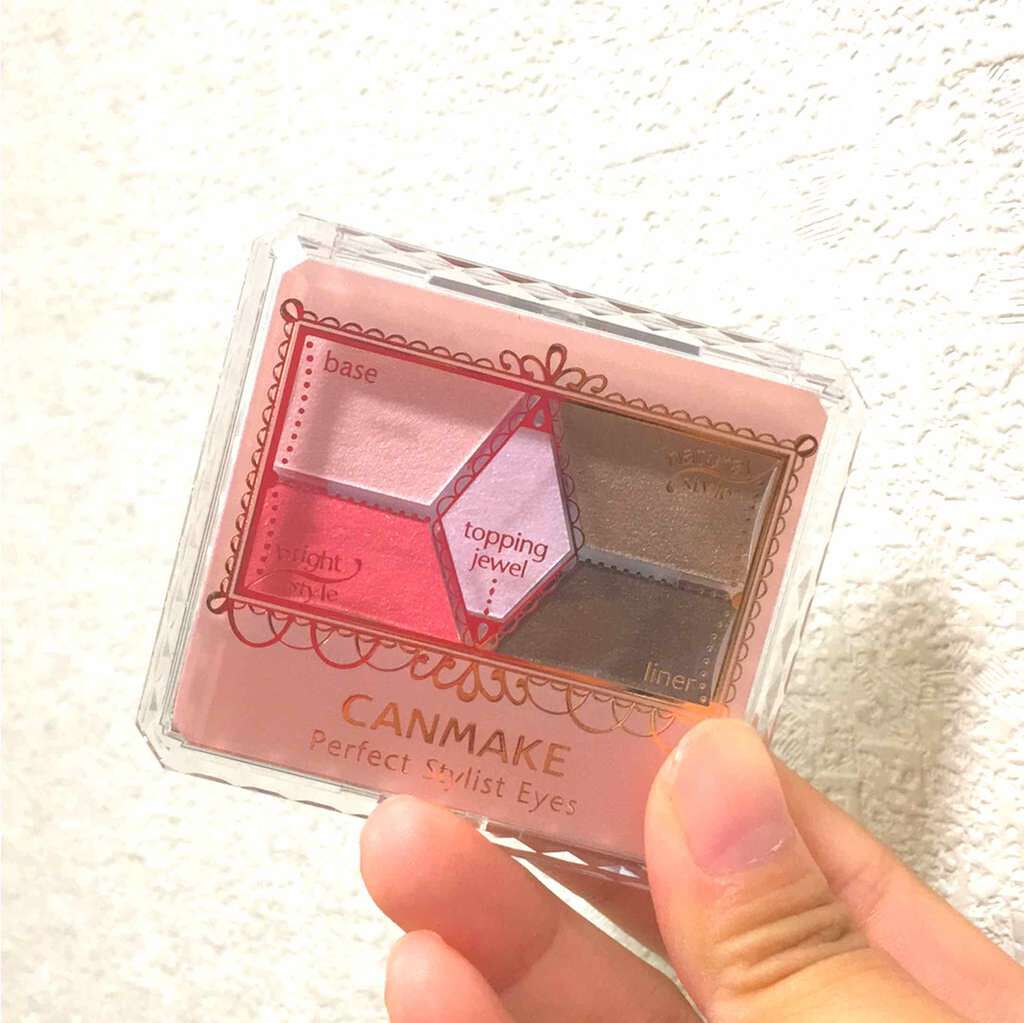 base
natural
style
topping
jewel
bright
style
liner
CANMAKE
Perfect Stylist Eyes